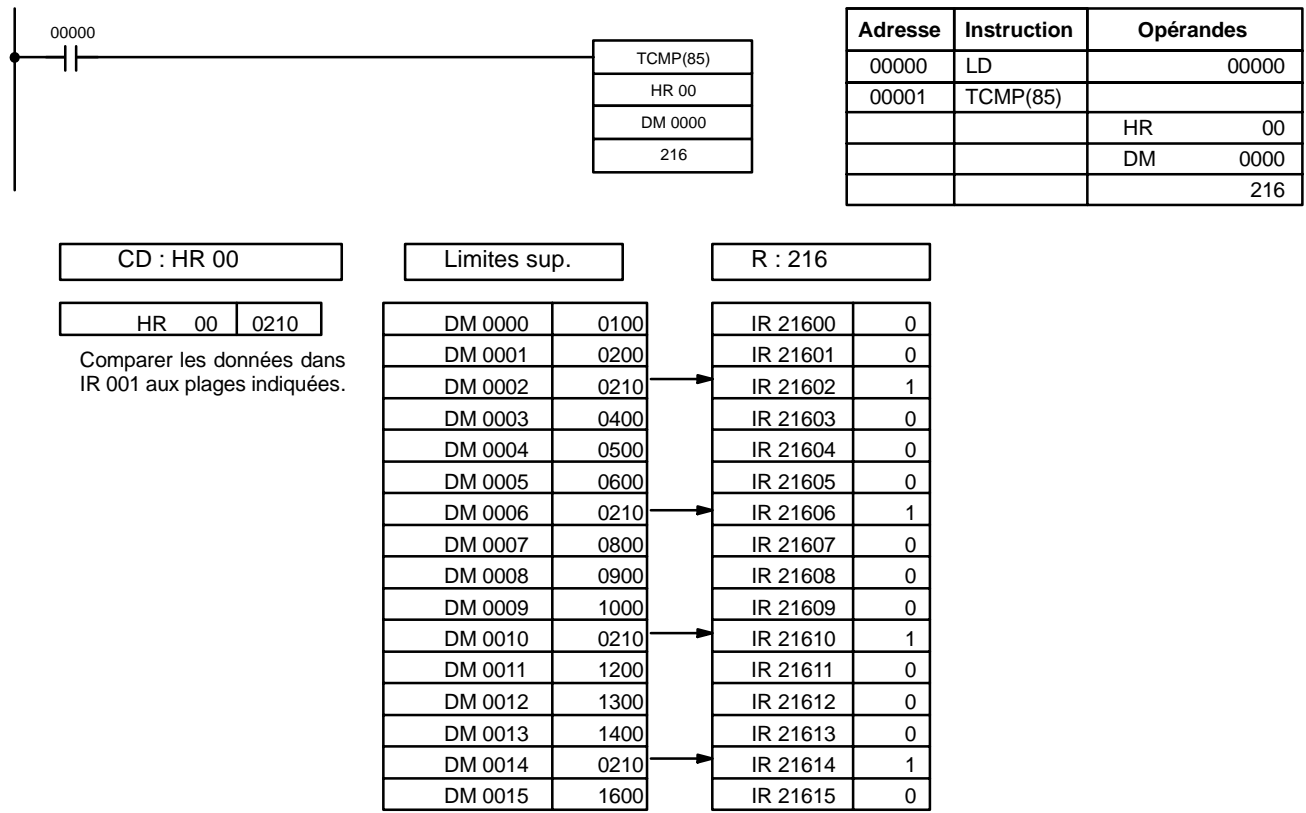 00000
TCMP(85)
HR 00
DM 0000
216
Adresse Instruction Opérandes
00000 LD 00000
00001 TCMP(85)
HR 00
DM 0000
216
CD : HR 00
HR 00 0210
Comparer les données dans
IR 001 aux plages indiquées.
Limites sup.
R : 216
DM 0000 0100 IR 21600 0
DM 0001 0200 IR 21601 0
DM 0002 0210 IR 21602 1
DM 0003 0400 IR 21603 0
DM 0004 0500 IR 21604 0
DM 0005 0600 IR 21605 0
DM 0006 0210 IR 21606 1
DM 0007 0800 IR 21607 0
DM 0008 0900 IR 21608 0
DM 0009 1000 IR 21609 0
DM 0010 0210 IR 21610 1
DM 0011 1200 IR 21611 0
DM 0012 1300 IR 21612 0
DM 0013 1400 IR 21613 0
DM 0014 0210 IR 21614 1
DM 0015 1600 IR 21615 0